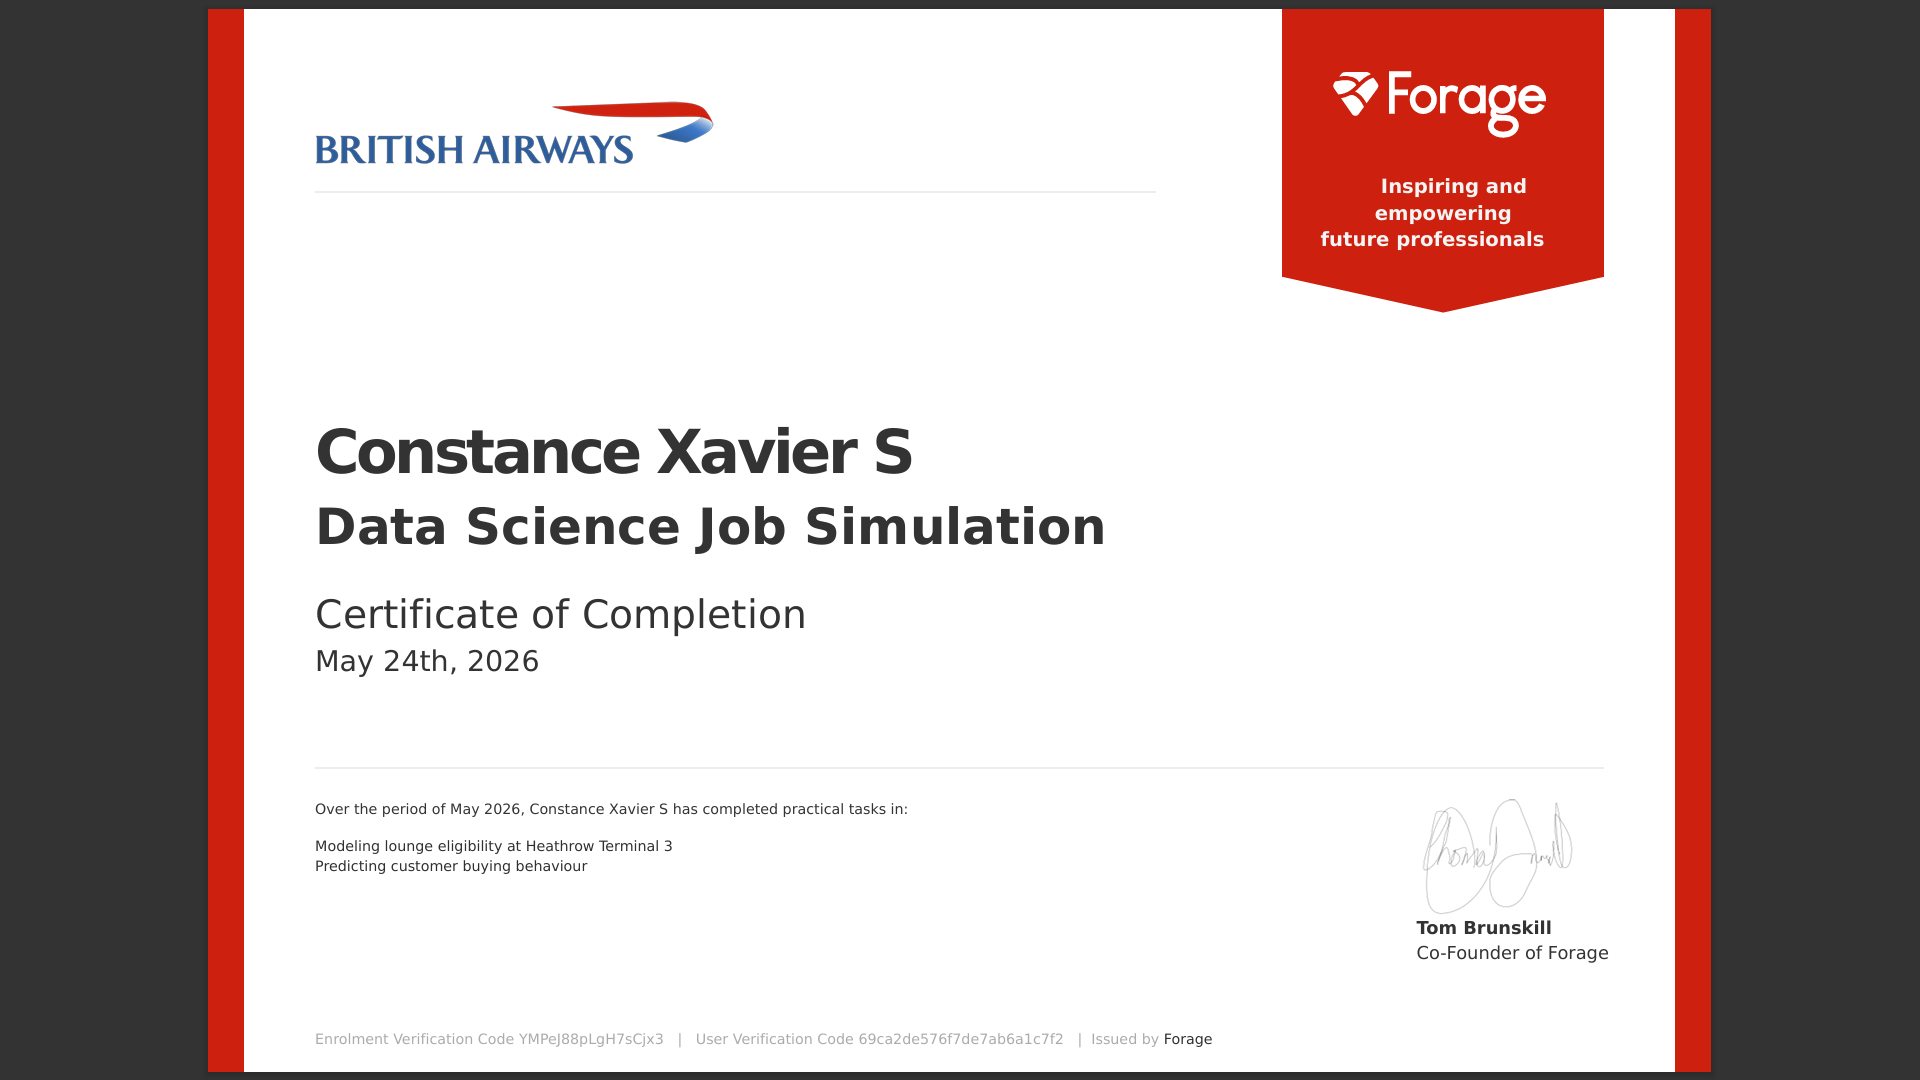 BRITISH AIRWAYS
Forage
Inspiring and
empowering
future professionals
Constance Xavier S
Data Science Job Simulation
Certificate of Completion
May 24th, 2026
Over the period of May 2026, Constance Xavier S has completed practical tasks in:
Modeling lounge eligibility at Heathrow Terminal 3
Predicting customer buying behaviour
Tom Brunskill
Co-Founder of Forage
Enrolment Verification Code YMPeJ88pLgH7sCjx3 | User Verification Code 69ca2de576f7de7ab6a1c7f2 | Issued by Forage